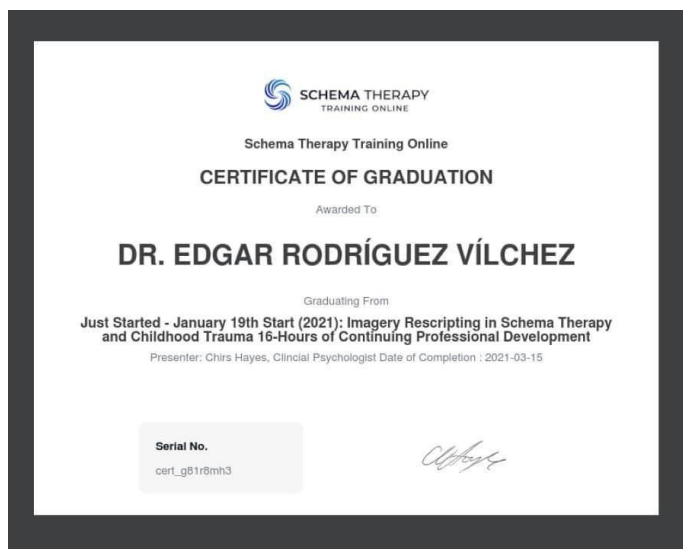 SCHEMA THERAPY
TRAINING ONLINE
Schema Therapy Training Online
CERTIFICATE OF GRADUATION
Awarded To
DR. EDGAR RODRÍGUEZ VÍLCHEZ
Graduating From
Just Started - January 19th Start (2021): Imagery Rescripting in Schema Therapy
and Childhood Trauma 16-Hours of Continuing Professional Development
Presenter: Chirs Hayes, Clincial Psychologist Date of Completion : 2021-03-15
Serial No.
cert_g81r8mh3